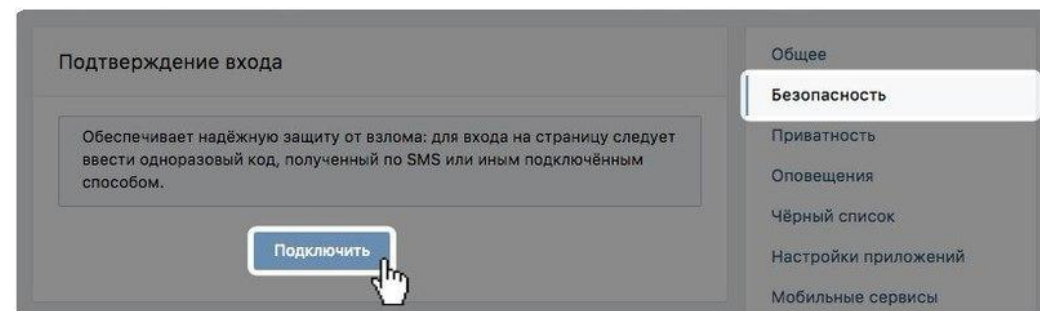 Подтверждение входа
Обеспечивает надёжную защиту от взлома: для входа на страницу следует
ввести одноразовый код, полученный по SMS или иным подключённым
способом.
Подключить
Общее
Безопасность
Приватность
Оповещения
Чёрный список
Настройки приложений
Мобильные сервисы